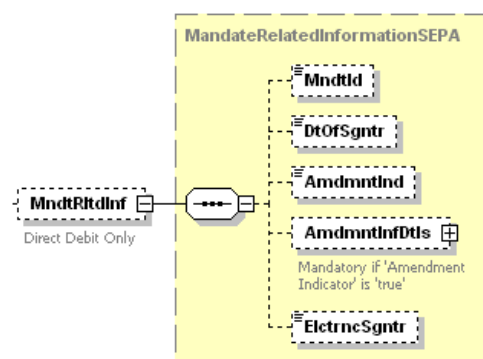 MandateRelatedInformationSEPA
MndtId
DtOfSgntr
AmdmntInd
MndtRltdInf
Direct Debit Only
AmdmntInfDtls
Mandatory if 'Amendment
Indicator' is 'true'
ElctrncSgntr